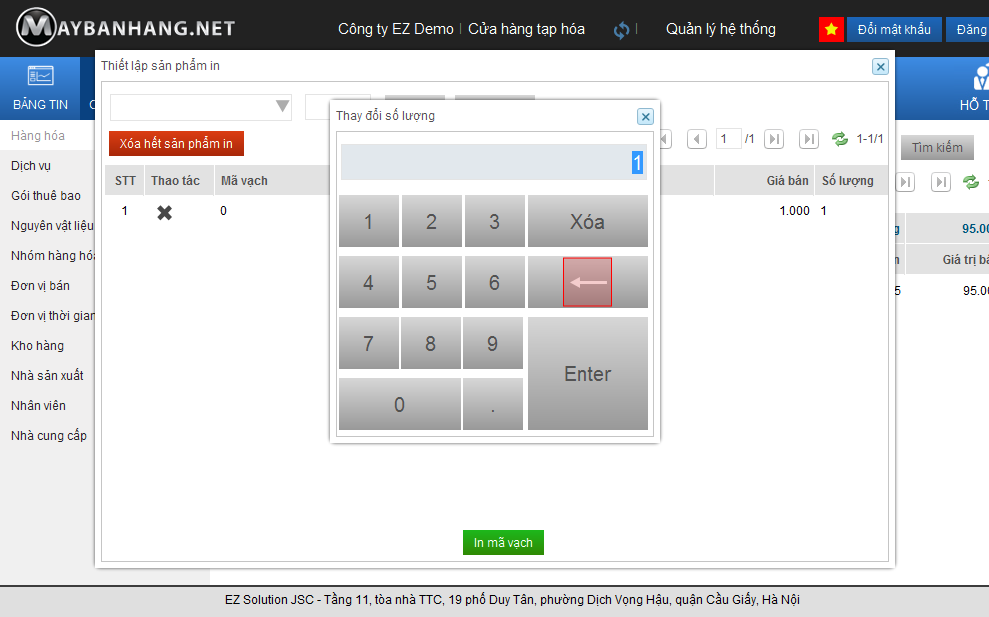 MAYBANHANG.NET
Công ty EZ Demo | Cửa hàng tạp hóa
Quản lý hệ thống
Đổi mật khẩu
Đăng
BẢNG TIN
HỖ T
Thiết lập sản phẩm in
Hàng hóa
Dịch vụ
Gói thuê bao
Nguyên vật liệu
Nhóm hàng hóa
Đơn vị bán
Đơn vị thời gian
Kho hàng
Nhà sản xuất
Nhân viên
Nhà cung cấp
Xóa hết sản phẩm in
1 /1
1-1/1
Tìm kiếm
STT Thao tác Mã vạch Giá bán Số lượng
1 0 1.000 1
95.00
Giá trị bá
95.00
Thay đổi số lượng
1
1 2 3 Xóa
4 5 6
7 8 9
Enter
0 .
In mã vạch
EZ Solution JSC - Tầng 11, tòa nhà TTC, 19 phố Duy Tân, phường Dịch Vọng Hậu, quận Cầu Giấy, Hà Nội